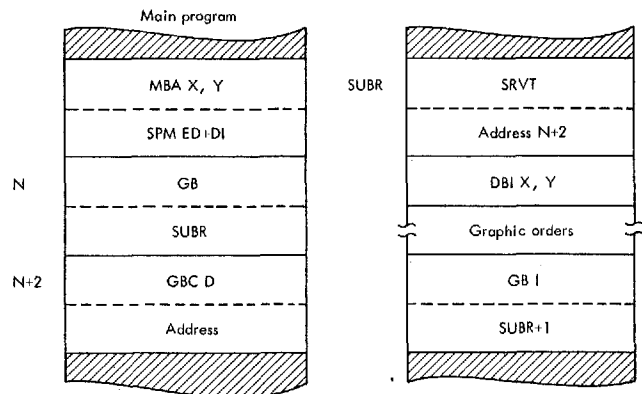 Main program
MBA X, Y
SPM ED+DI
N
GB
SUBR
N+2
GBC D
Address
SUBR
SRVT
Address N+2
DBI X, Y
Graphic orders
GB I
SUBR+1